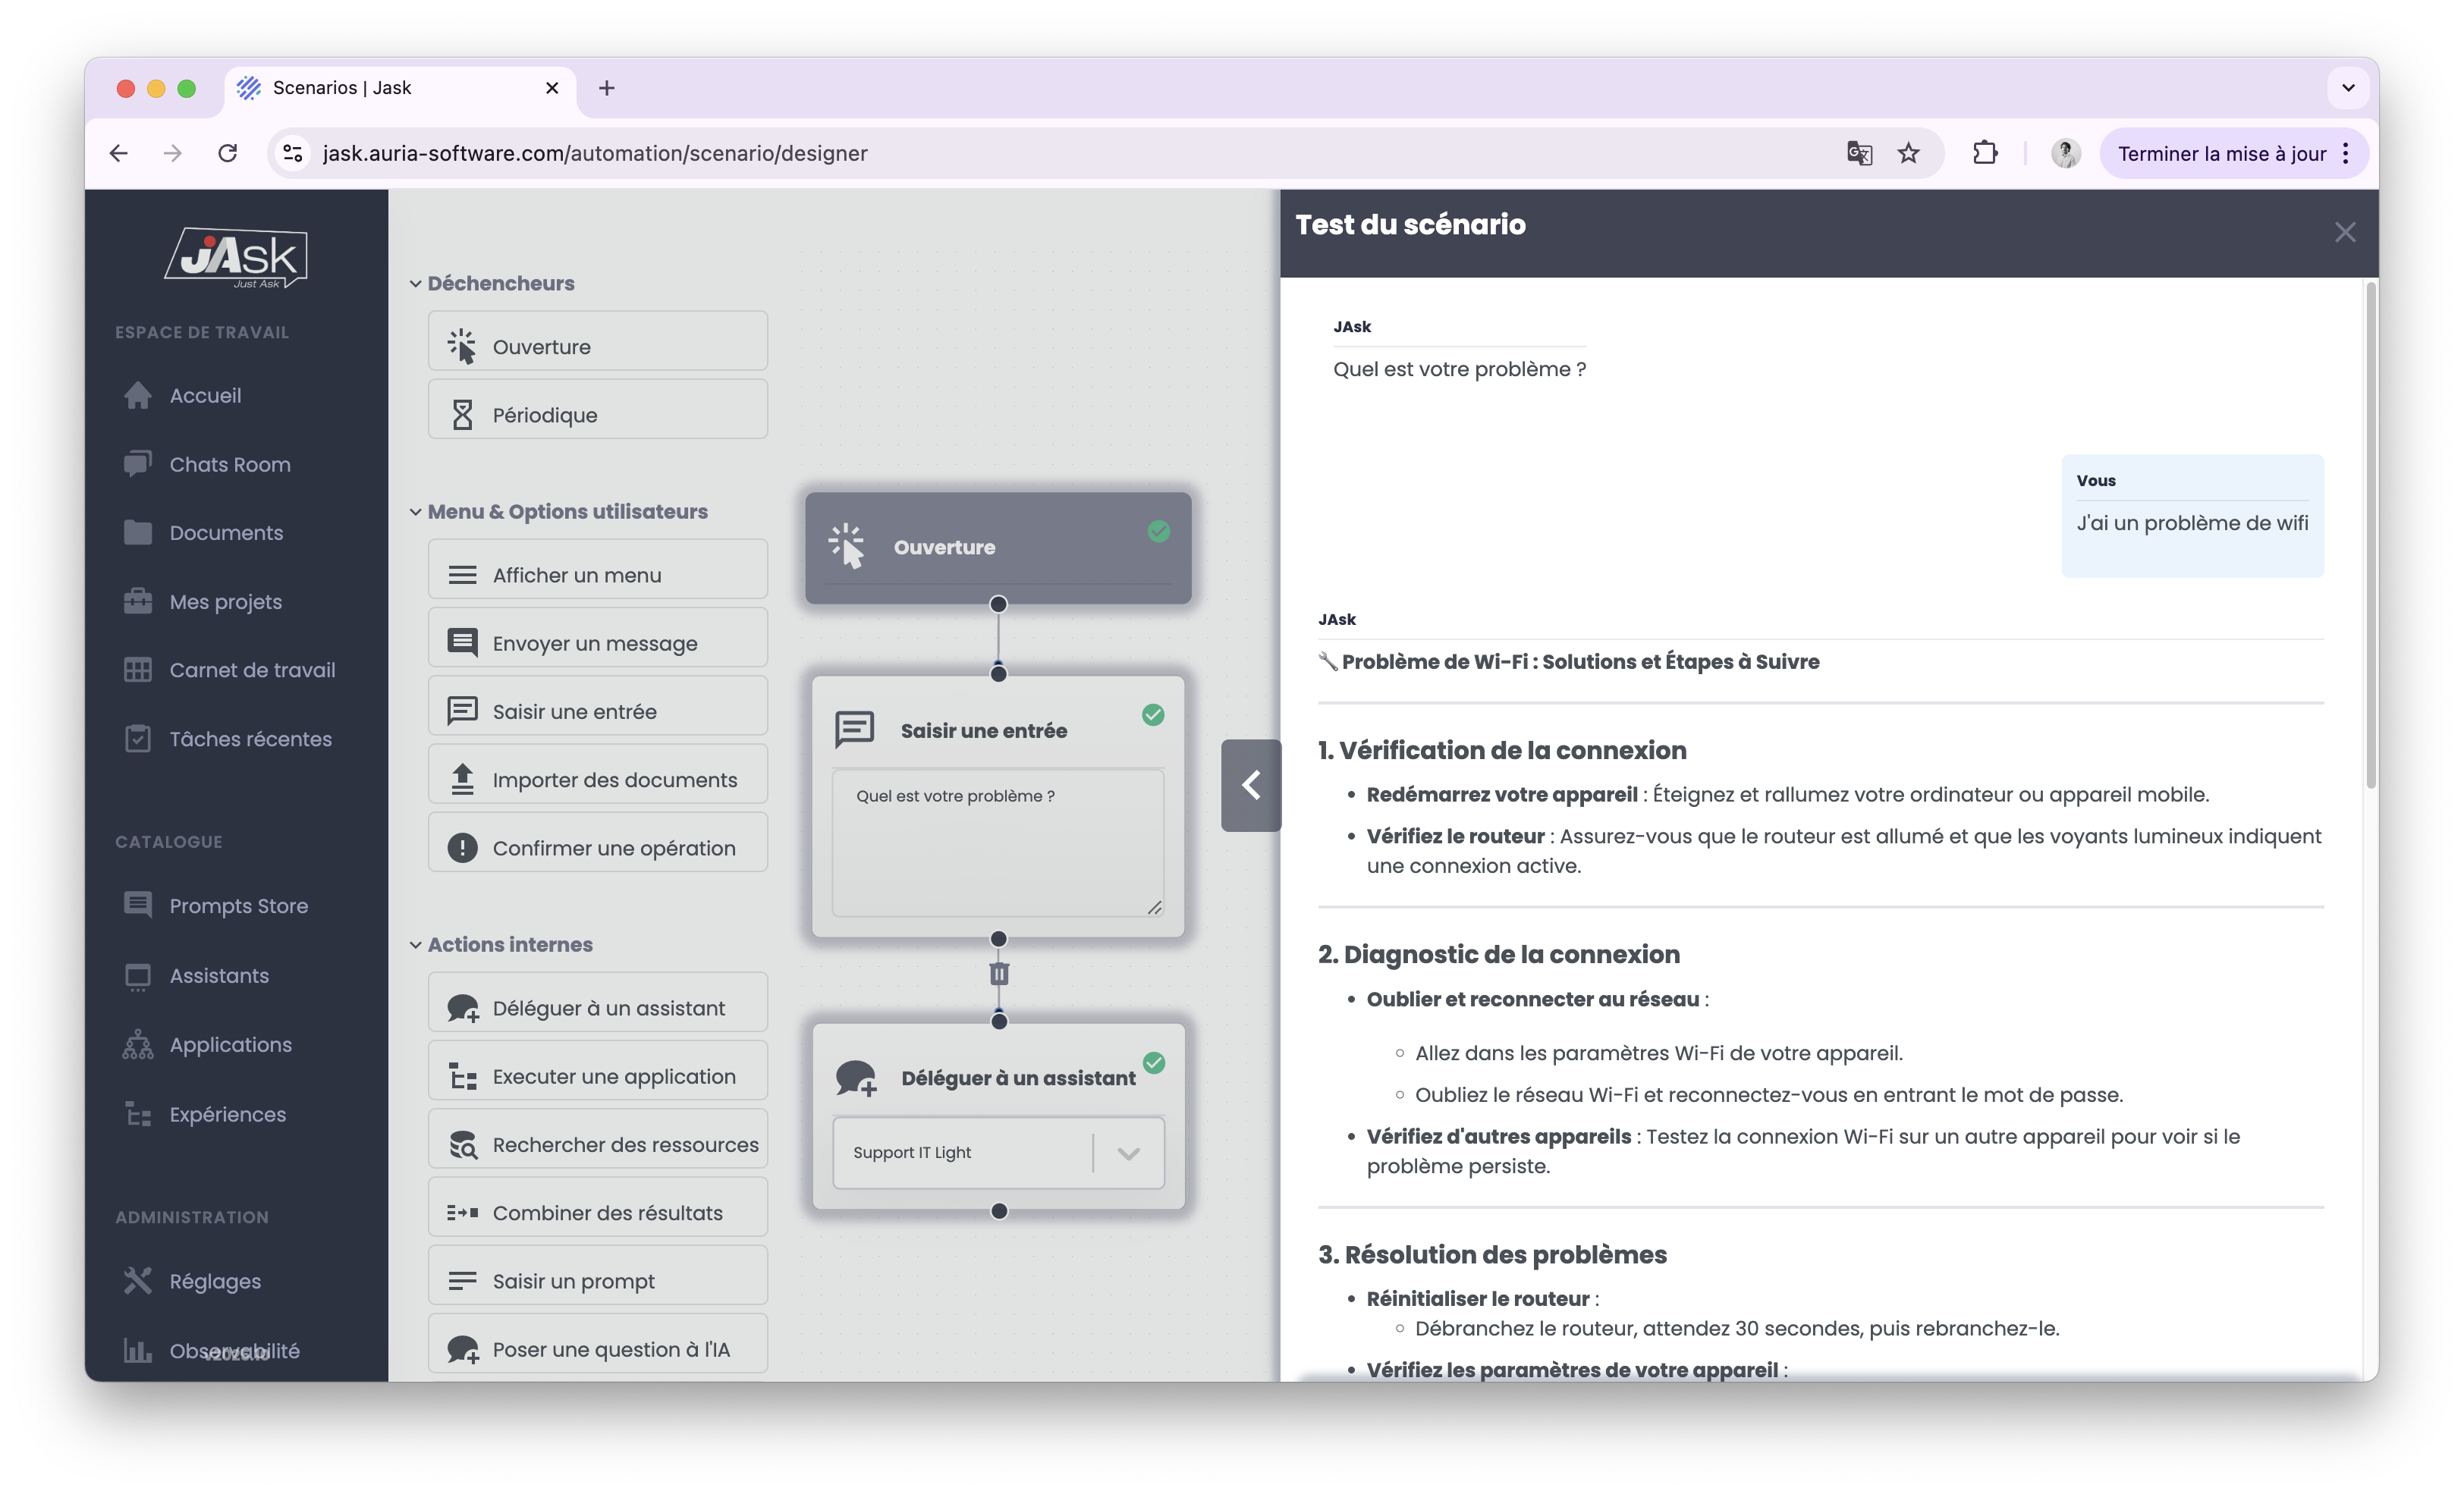 Scenarios | Jask
jask.auria-software.com/automation/scenario/designer
Terminer la mise à jour
jAsk
Just Ask
ESPACE DE TRAVAIL
Accueil
Chats Room
Documents
Mes projets
Carnet de travail
Tâches récentes
CATALOGUE
Prompts Store
Assistants
Applications
Expériences
ADMINISTRATION
Réglages
Observabilité
Déchencheurs
Ouverture
Périodique
Menu & Options utilisateurs
Afficher un menu
Envoyer un message
Saisir une entrée
Importer des documents
Confirmer une opération
Actions internes
Déléguer à un assistant
Executer une application
Rechercher des ressources
Combiner des résultats
Saisir un prompt
Poser une question à l'IA
Ouverture
Saisir une entrée
Quel est votre problème ?
Déléguer à un assistant
Support IT Light
Test du scénario
JAsk
Quel est votre problème ?
Vous
J'ai un problème de wifi
JAsk
🔧 Problème de Wi-Fi : Solutions et Étapes à Suivre
1. Vérification de la connexion
• Redémarrez votre appareil : Éteignez et rallumez votre ordinateur ou appareil mobile.
• Vérifiez le routeur : Assurez-vous que le routeur est allumé et que les voyants lumineux indiquent
une connexion active.
2. Diagnostic de la connexion
• Oublier et reconnecter au réseau :
○ Allez dans les paramètres Wi-Fi de votre appareil.
○ Oubliez le réseau Wi-Fi et reconnectez-vous en entrant le mot de passe.
• Vérifiez d'autres appareils : Testez la connexion Wi-Fi sur un autre appareil pour voir si le
problème persiste.
3. Résolution des problèmes
• Réinitialiser le routeur :
○ Débranchez le routeur, attendez 30 secondes, puis rebranchez-le.
• Vérifiez les paramètres de votre appareil :